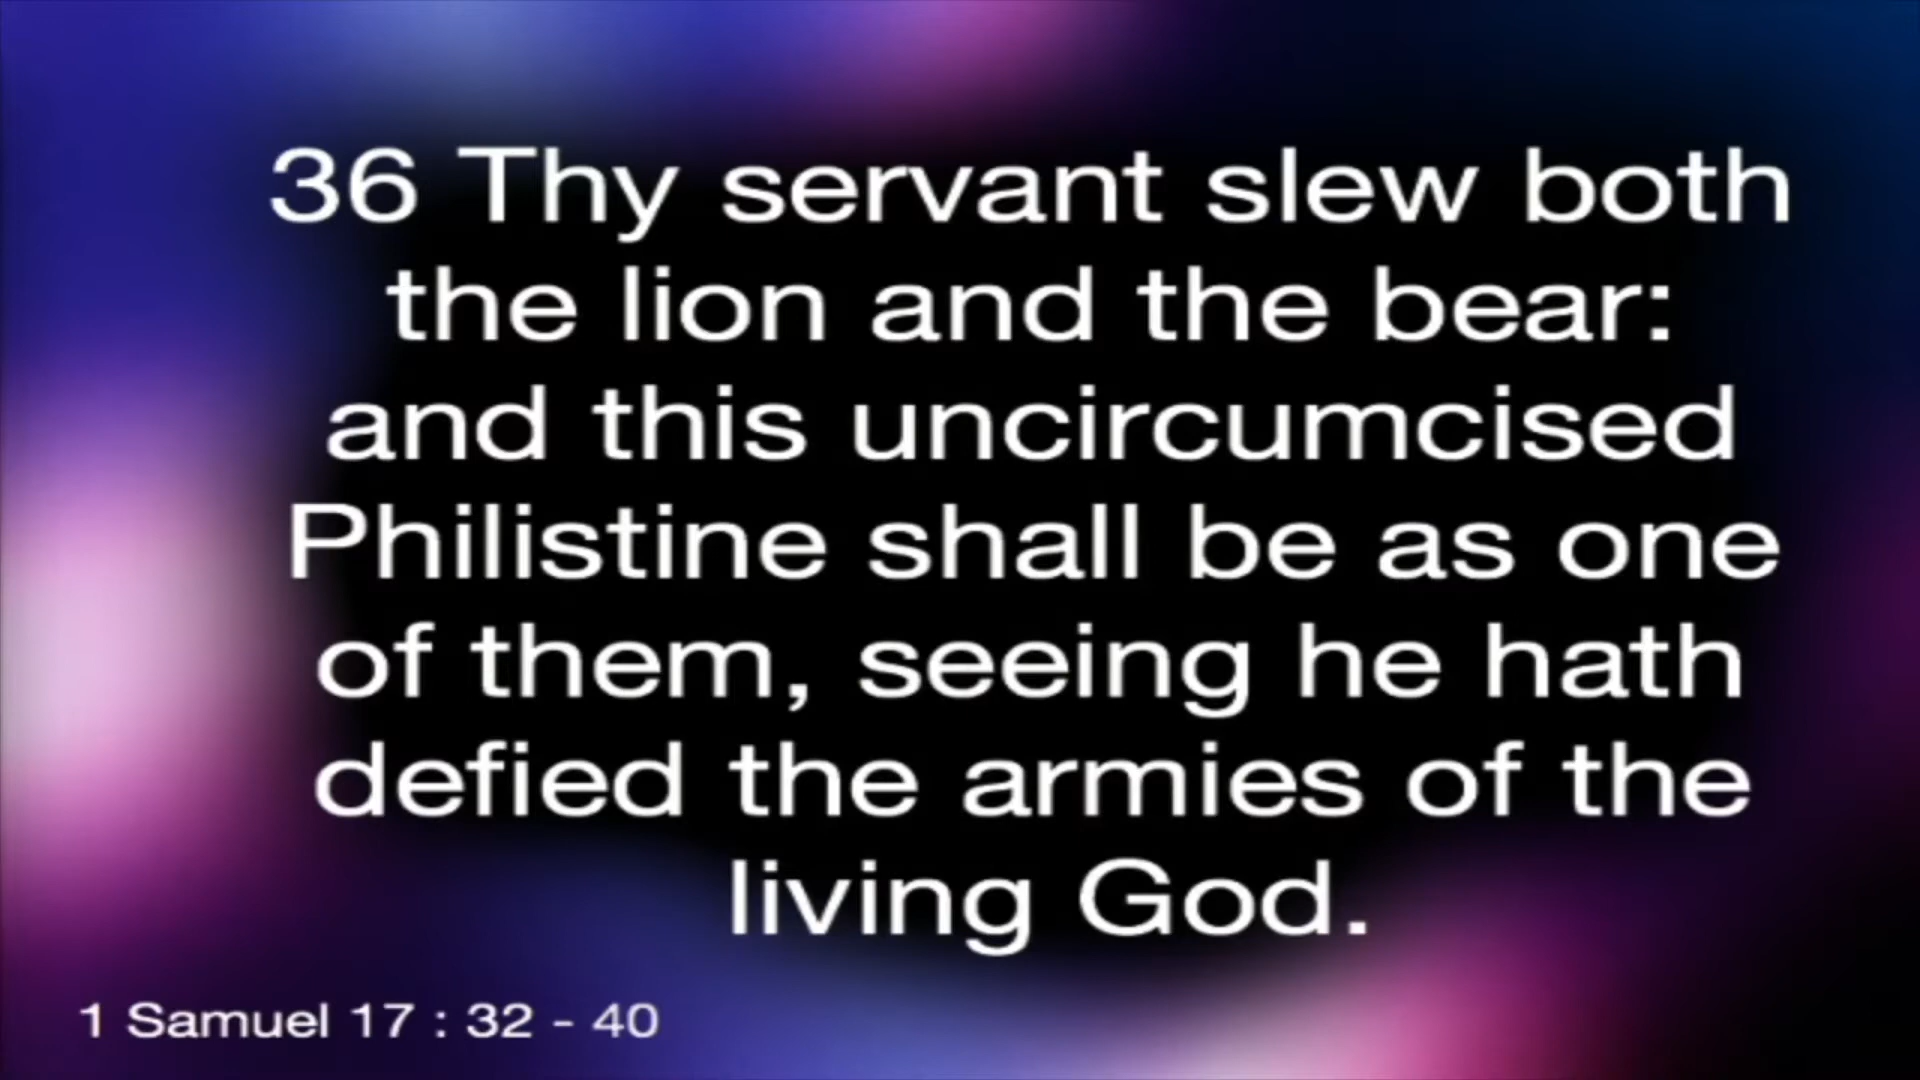 36 Thy servant slew both
the lion and the bear:
and this uncircumcised
Philistine shall be as one
of them, seeing he hath
defied the armies of the
living God.
1 Samuel 17 : 32 - 40